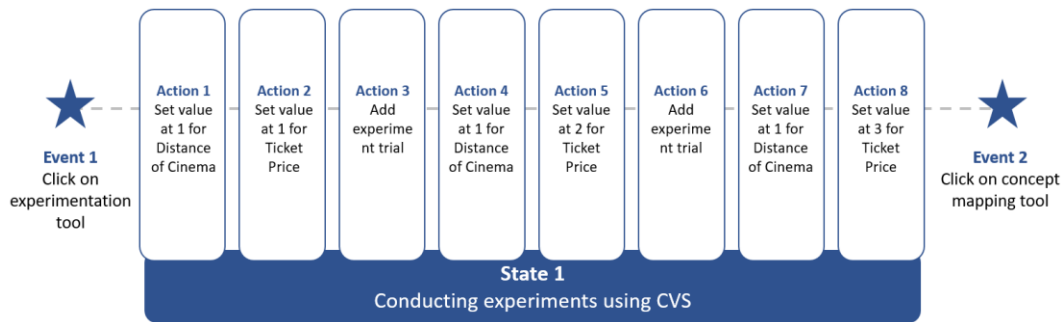 Event 1
Click on
experimentation
tool
Action 1
Set value
at 1 for
Distance
of Cinema
Action 2
Set value
at 1 for
Ticket
Price
Action 3
Add
experime
nt trial
Action 4
Set value
at 1 for
Distance
of Cinema
Action 5
Set value
at 2 for
Ticket
Price
Action 6
Add
experime
nt trial
Action 7
Set value
at 1 for
Distance
of Cinema
Action 8
Set value
at 3 for
Ticket
Price
Event 2
Click on concept
mapping tool
State 1
Conducting experiments using CVS